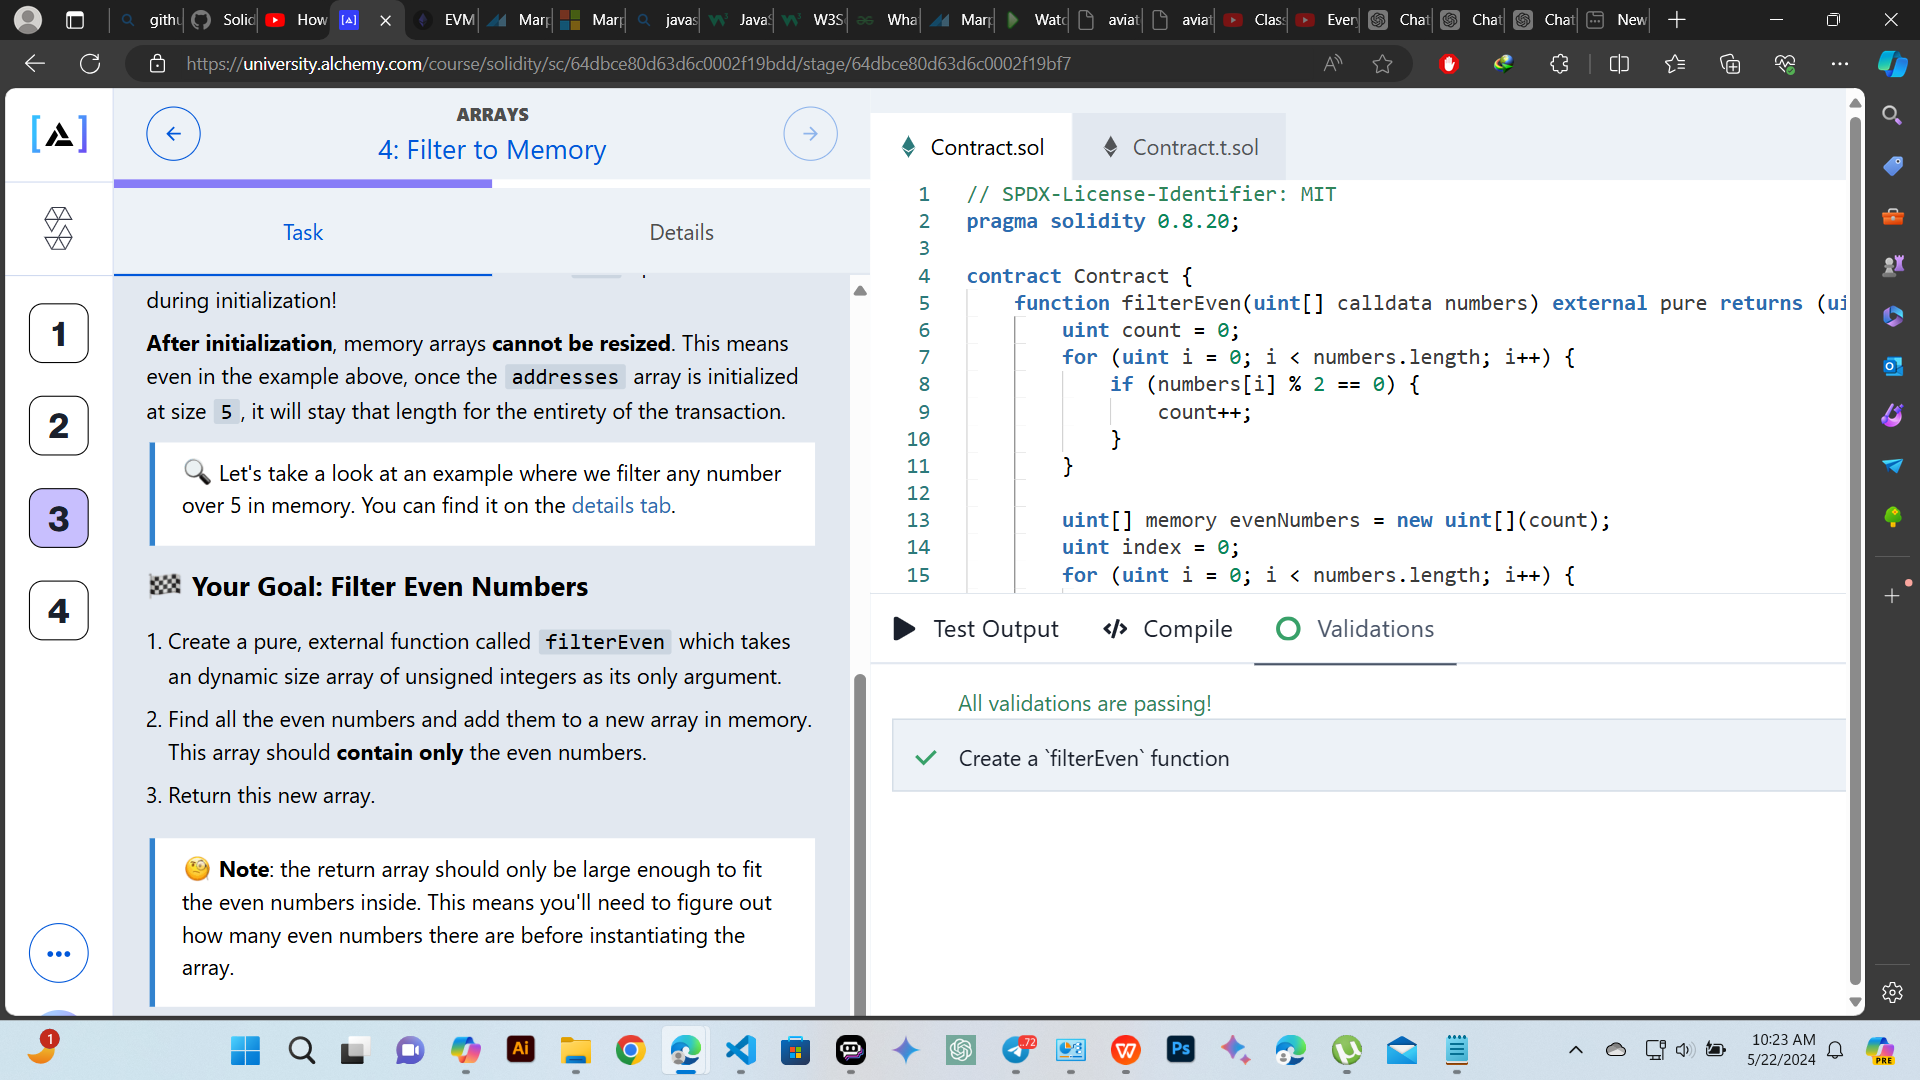 githu
Solid
How
EVM
Marp
Marp
javas
Java
W3S
Wha
Marp
Wato
aviat
aviat
Clas
Ever
Chat
Chat
Chat
New
https://university.alchemy.com/course/solidity/sc/64dbce80d63d6c0002f19bdd/stage/64dbce80d63d6c0002f19bf7
ARRAYS
4: Filter to Memory
Task
Details
1
2
3
4
during initialization!
After initialization, memory arrays cannot be resized. This means
even in the example above, once the addresses array is initialized
at size 5, it will stay that length for the entirety of the transaction.
🔍 Let's take a look at an example where we filter any number
over 5 in memory. You can find it on the details tab.
🏁 Your Goal: Filter Even Numbers
1. Create a pure, external function called filterEven which takes
an dynamic size array of unsigned integers as its only argument.
2. Find all the even numbers and add them to a new array in memory.
This array should contain only the even numbers.
3. Return this new array.
🧐 Note: the return array should only be large enough to fit
the even numbers inside. This means you'll need to figure out
how many even numbers there are before instantiating the
array.
Contract.sol
Contract.t.sol
1 // SPDX-License-Identifier: MIT
2 pragma solidity 0.8.20;
3
4 contract Contract {
5 function filterEven(uint[] calldata numbers) external pure returns (ui
6 uint count = 0;
7 for (uint i = 0; i < numbers.length; i++) {
8 if (numbers[i] % 2 == 0) {
9 count++;
10 }
11 }
12
13 uint[] memory evenNumbers = new uint[](count);
14 uint index = 0;
15 for (uint i = 0; i < numbers.length; i++) {
Test Output
Compile
Validations
All validations are passing!
Create a `filterEven` function
1
Ai
72
W
Ps
10:23 AM
5/22/2024
PRE